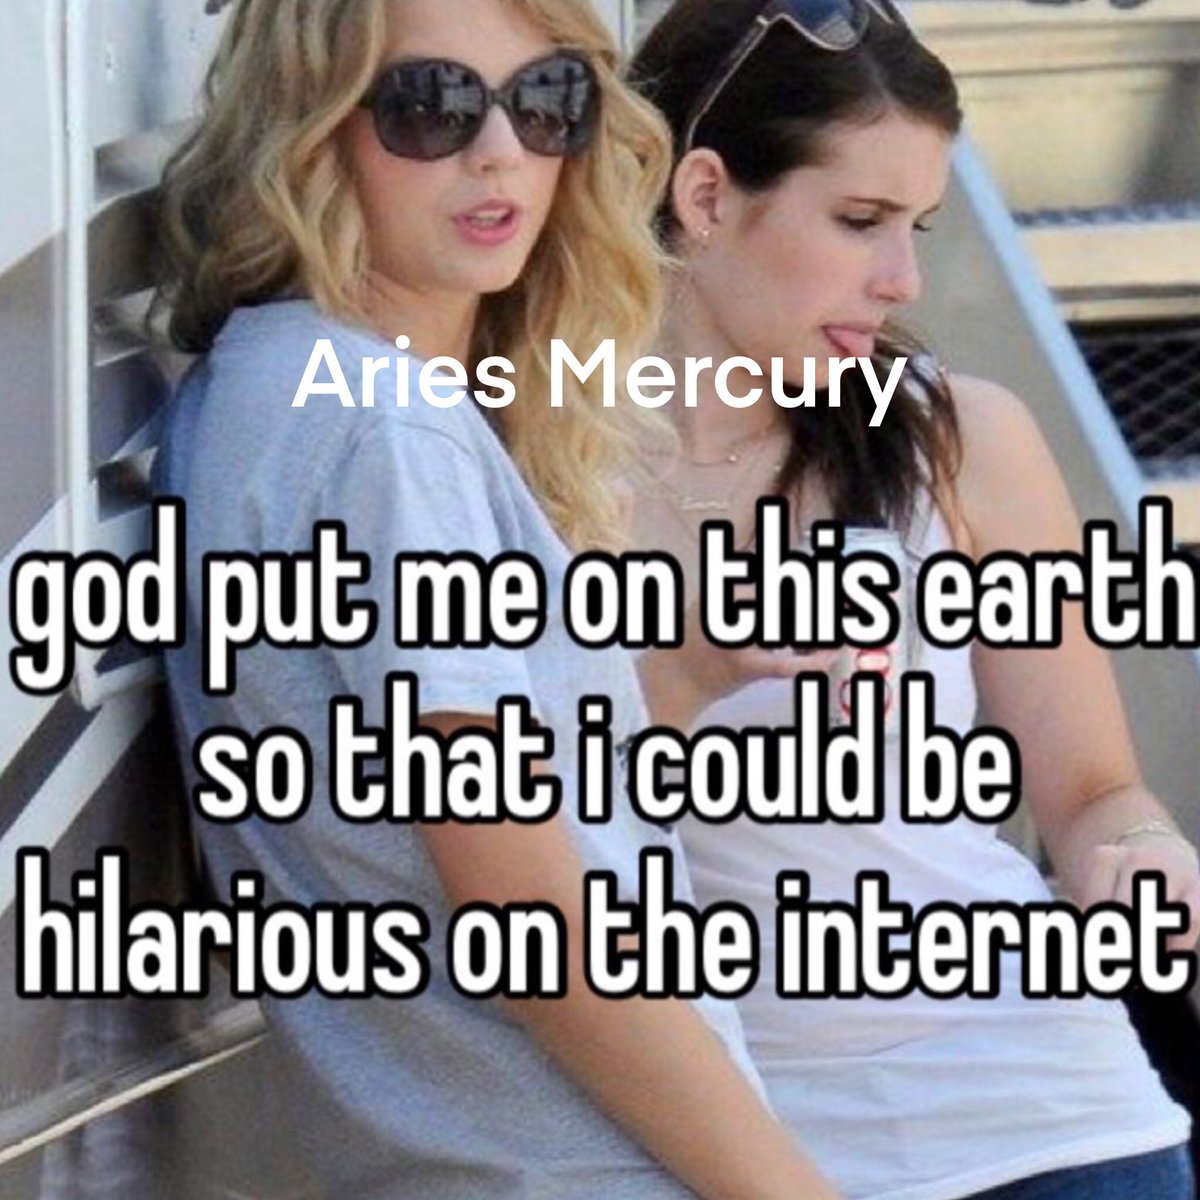 Aries Mercury
god put me on this earth
so that i could be
hilarious on the internet